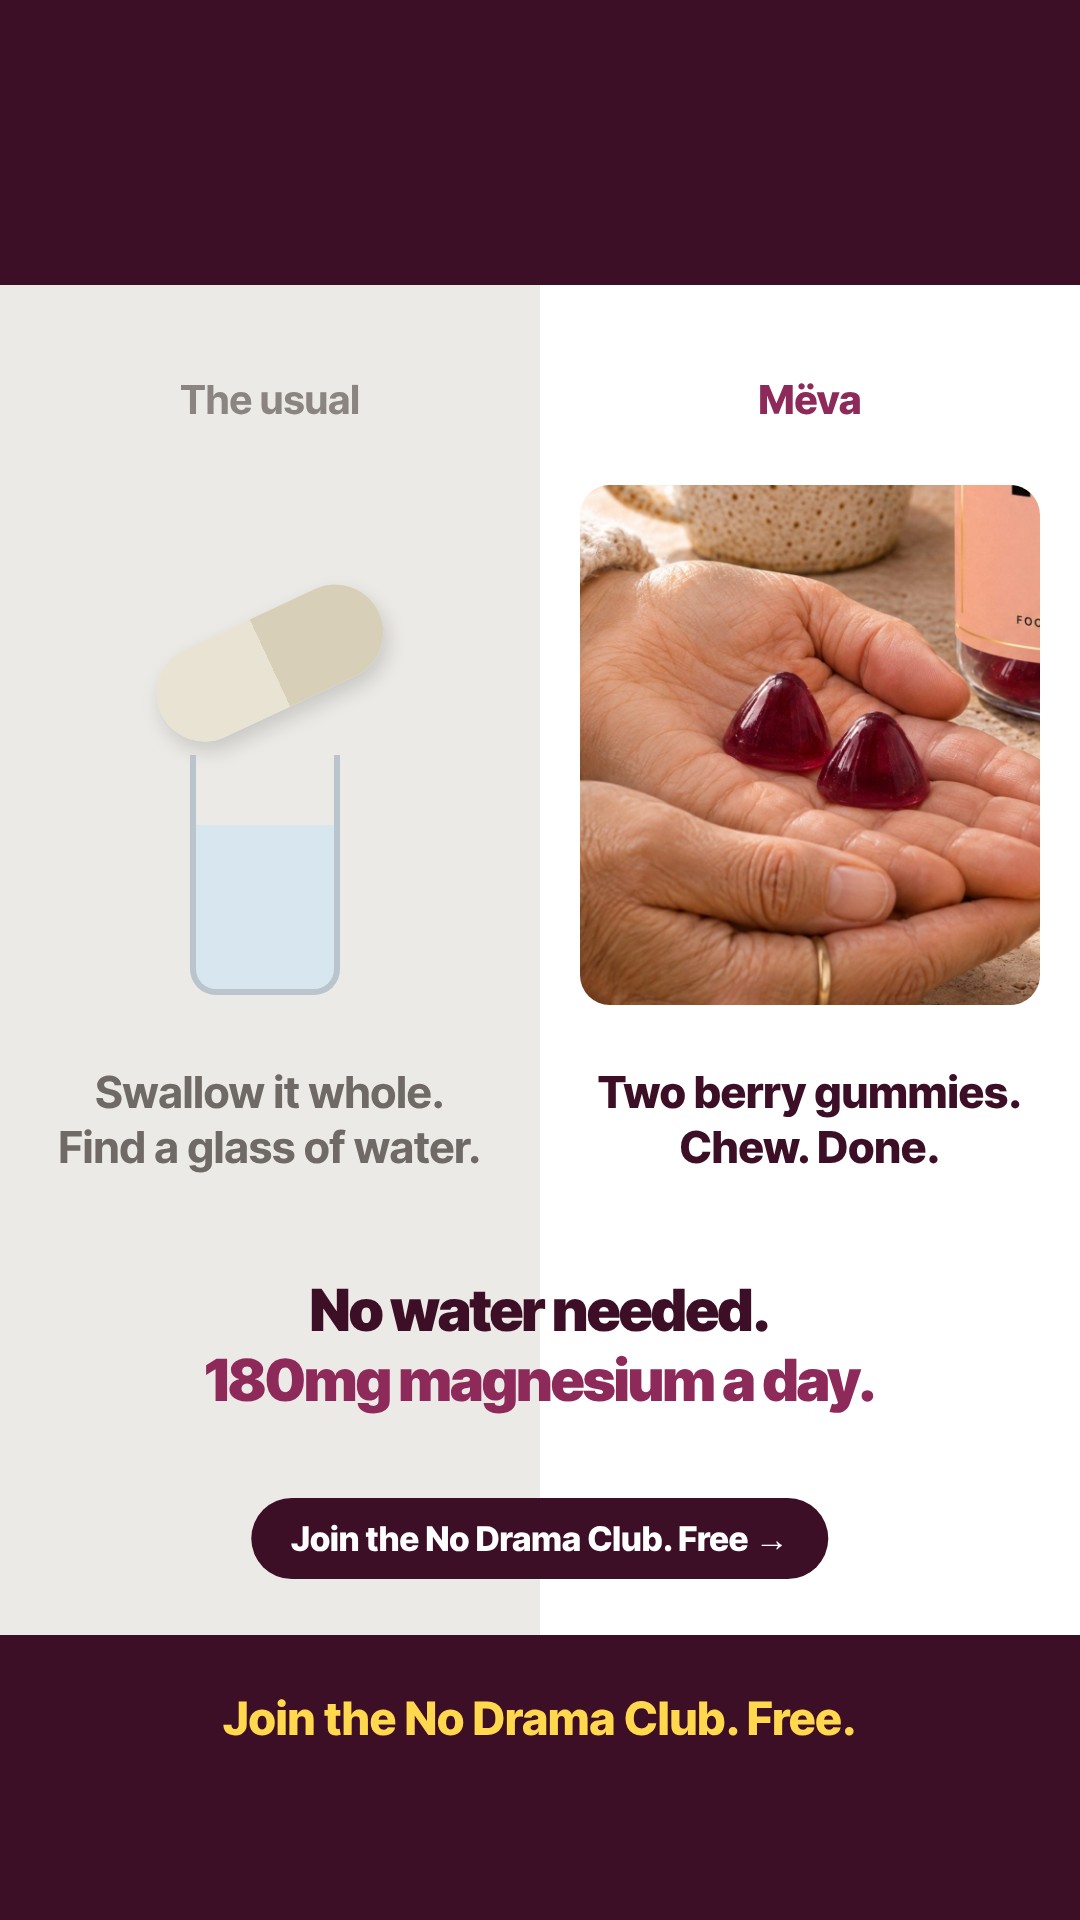 The usual
Mëva
Swallow it whole.
Find a glass of water.
Two berry gummies.
Chew. Done.
No water needed.
180mg magnesium a day.
Join the No Drama Club. Free →
Join the No Drama Club. Free.